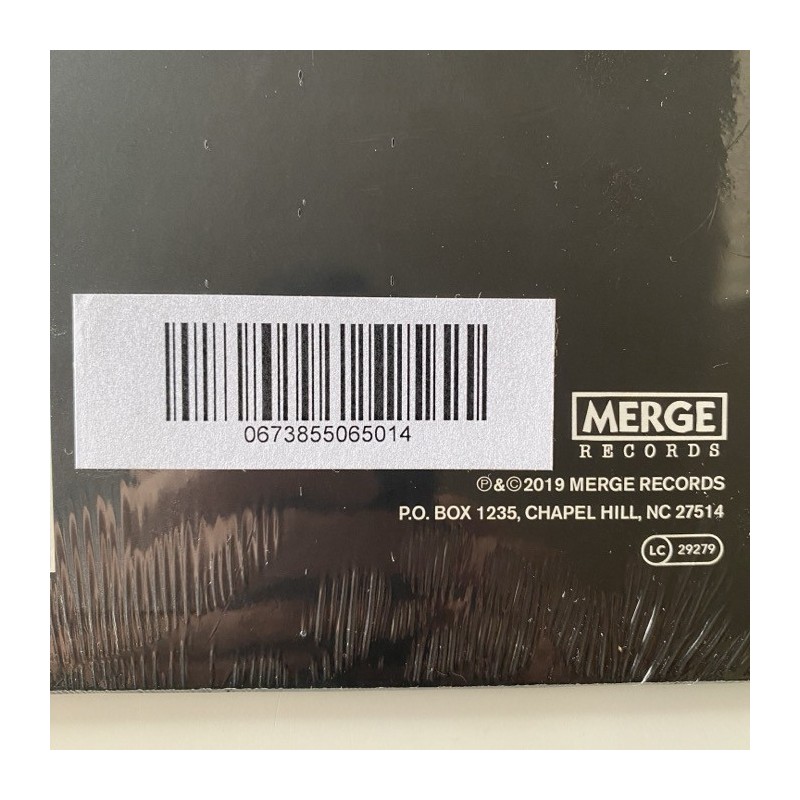 0673855065014
MERGE
RECORDS
℗&©2019 MERGE RECORDS
P.O. BOX 1235, CHAPEL HILL, NC 27514
LC 29279